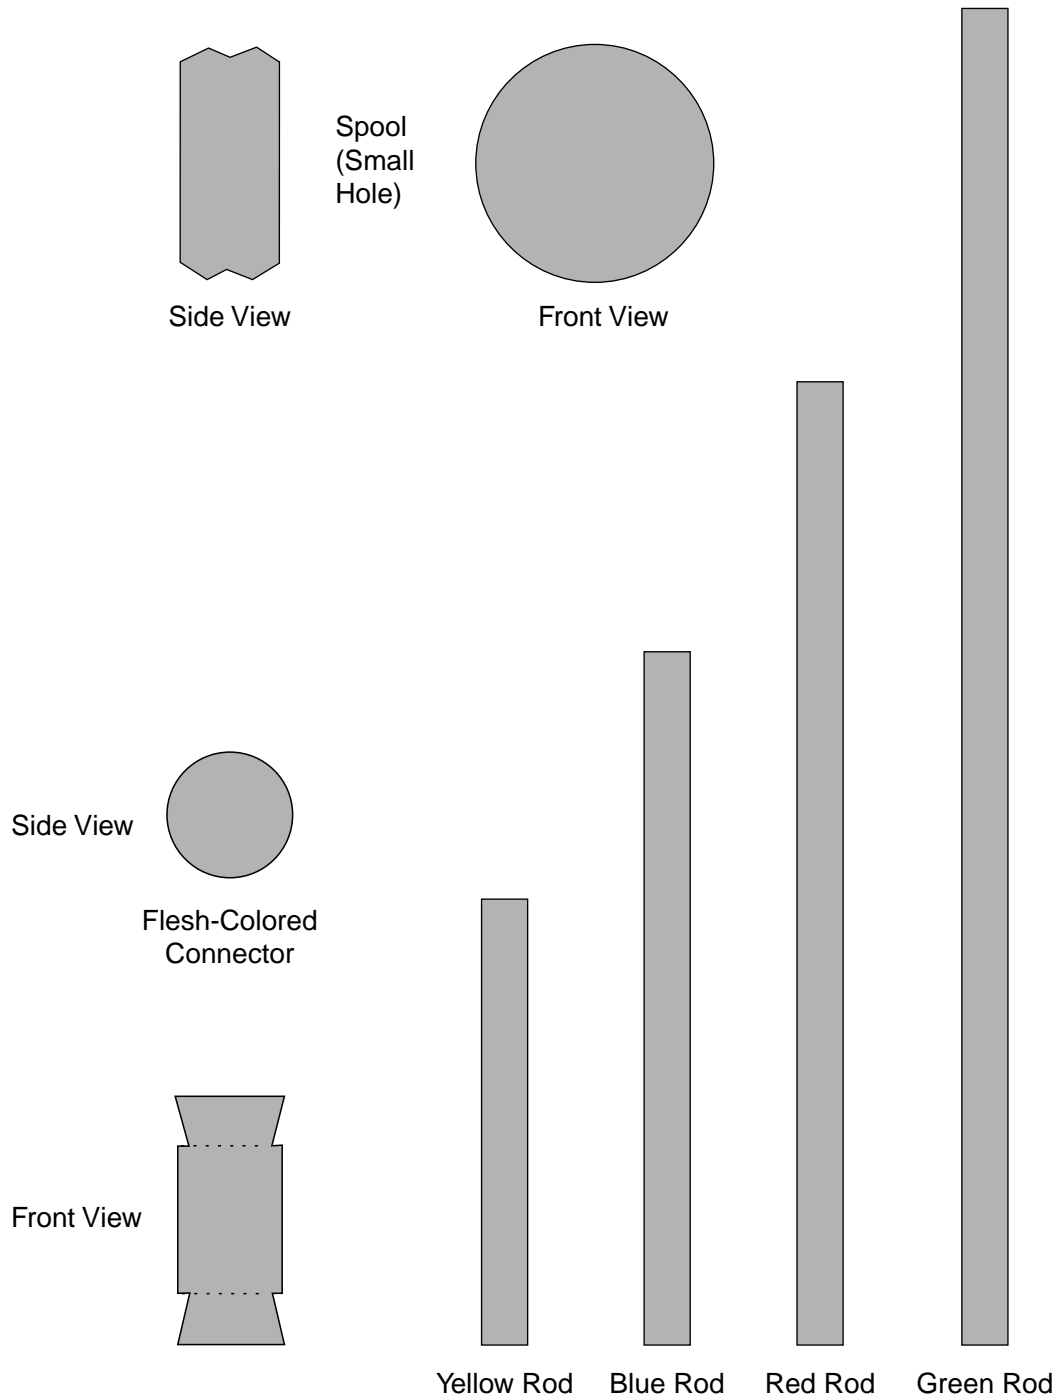 Spool
(Small
Hole)
Side View
Front View
Side View
Flesh-Colored
Connector
Front View
Yellow Rod
Blue Rod
Red Rod
Green Rod